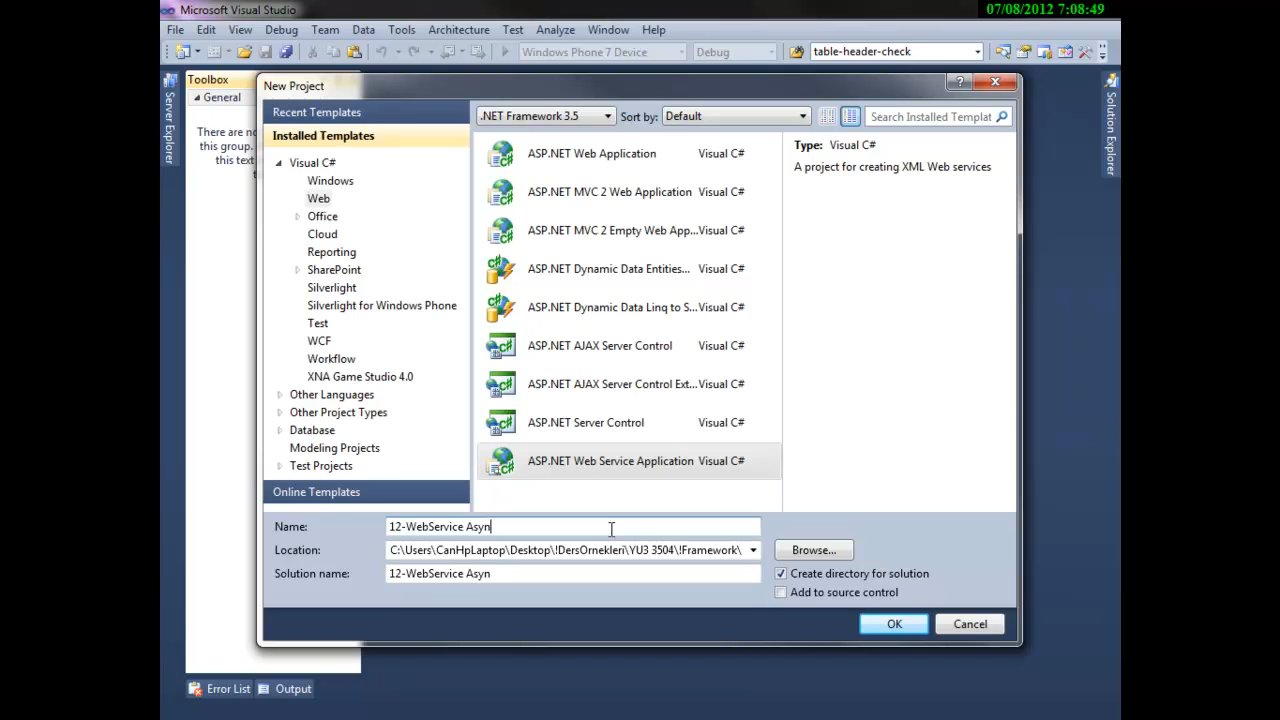 07/08/2012 7:08:49
Microsoft Visual Studio
File Edit View Debug Team Data Tools Architecture Test Analyze Window Help
Windows Phone 7 Device Debug table-header-check
Toolbox
General
There are no
this group.
this text
Server Explorer
Solution Explorer
New Project
Recent Templates
Installed Templates
Visual C#
Windows
Web
Office
Cloud
Reporting
SharePoint
Silverlight
Silverlight for Windows Phone
Test
WCF
Workflow
XNA Game Studio 4.0
Other Languages
Other Project Types
Database
Modeling Projects
Test Projects
Online Templates
.NET Framework 3.5 Sort by: Default Search Installed Templat
ASP.NET Web Application Visual C#
ASP.NET MVC 2 Web Application Visual C#
ASP.NET MVC 2 Empty Web App... Visual C#
ASP.NET Dynamic Data Entities... Visual C#
ASP.NET Dynamic Data Linq to S... Visual C#
ASP.NET AJAX Server Control Visual C#
ASP.NET AJAX Server Control Ext... Visual C#
ASP.NET Server Control Visual C#
ASP.NET Web Service Application Visual C#
Type: Visual C#
A project for creating XML Web services
Name: 12-WebService Asyn
Location: C:\Users\CanHpLaptop\Desktop\!DersOrnekleri\YU3 3504\!Framework\ Browse...
Solution name: 12-WebService Asyn
Create directory for solution
Add to source control
OK Cancel
Error List Output